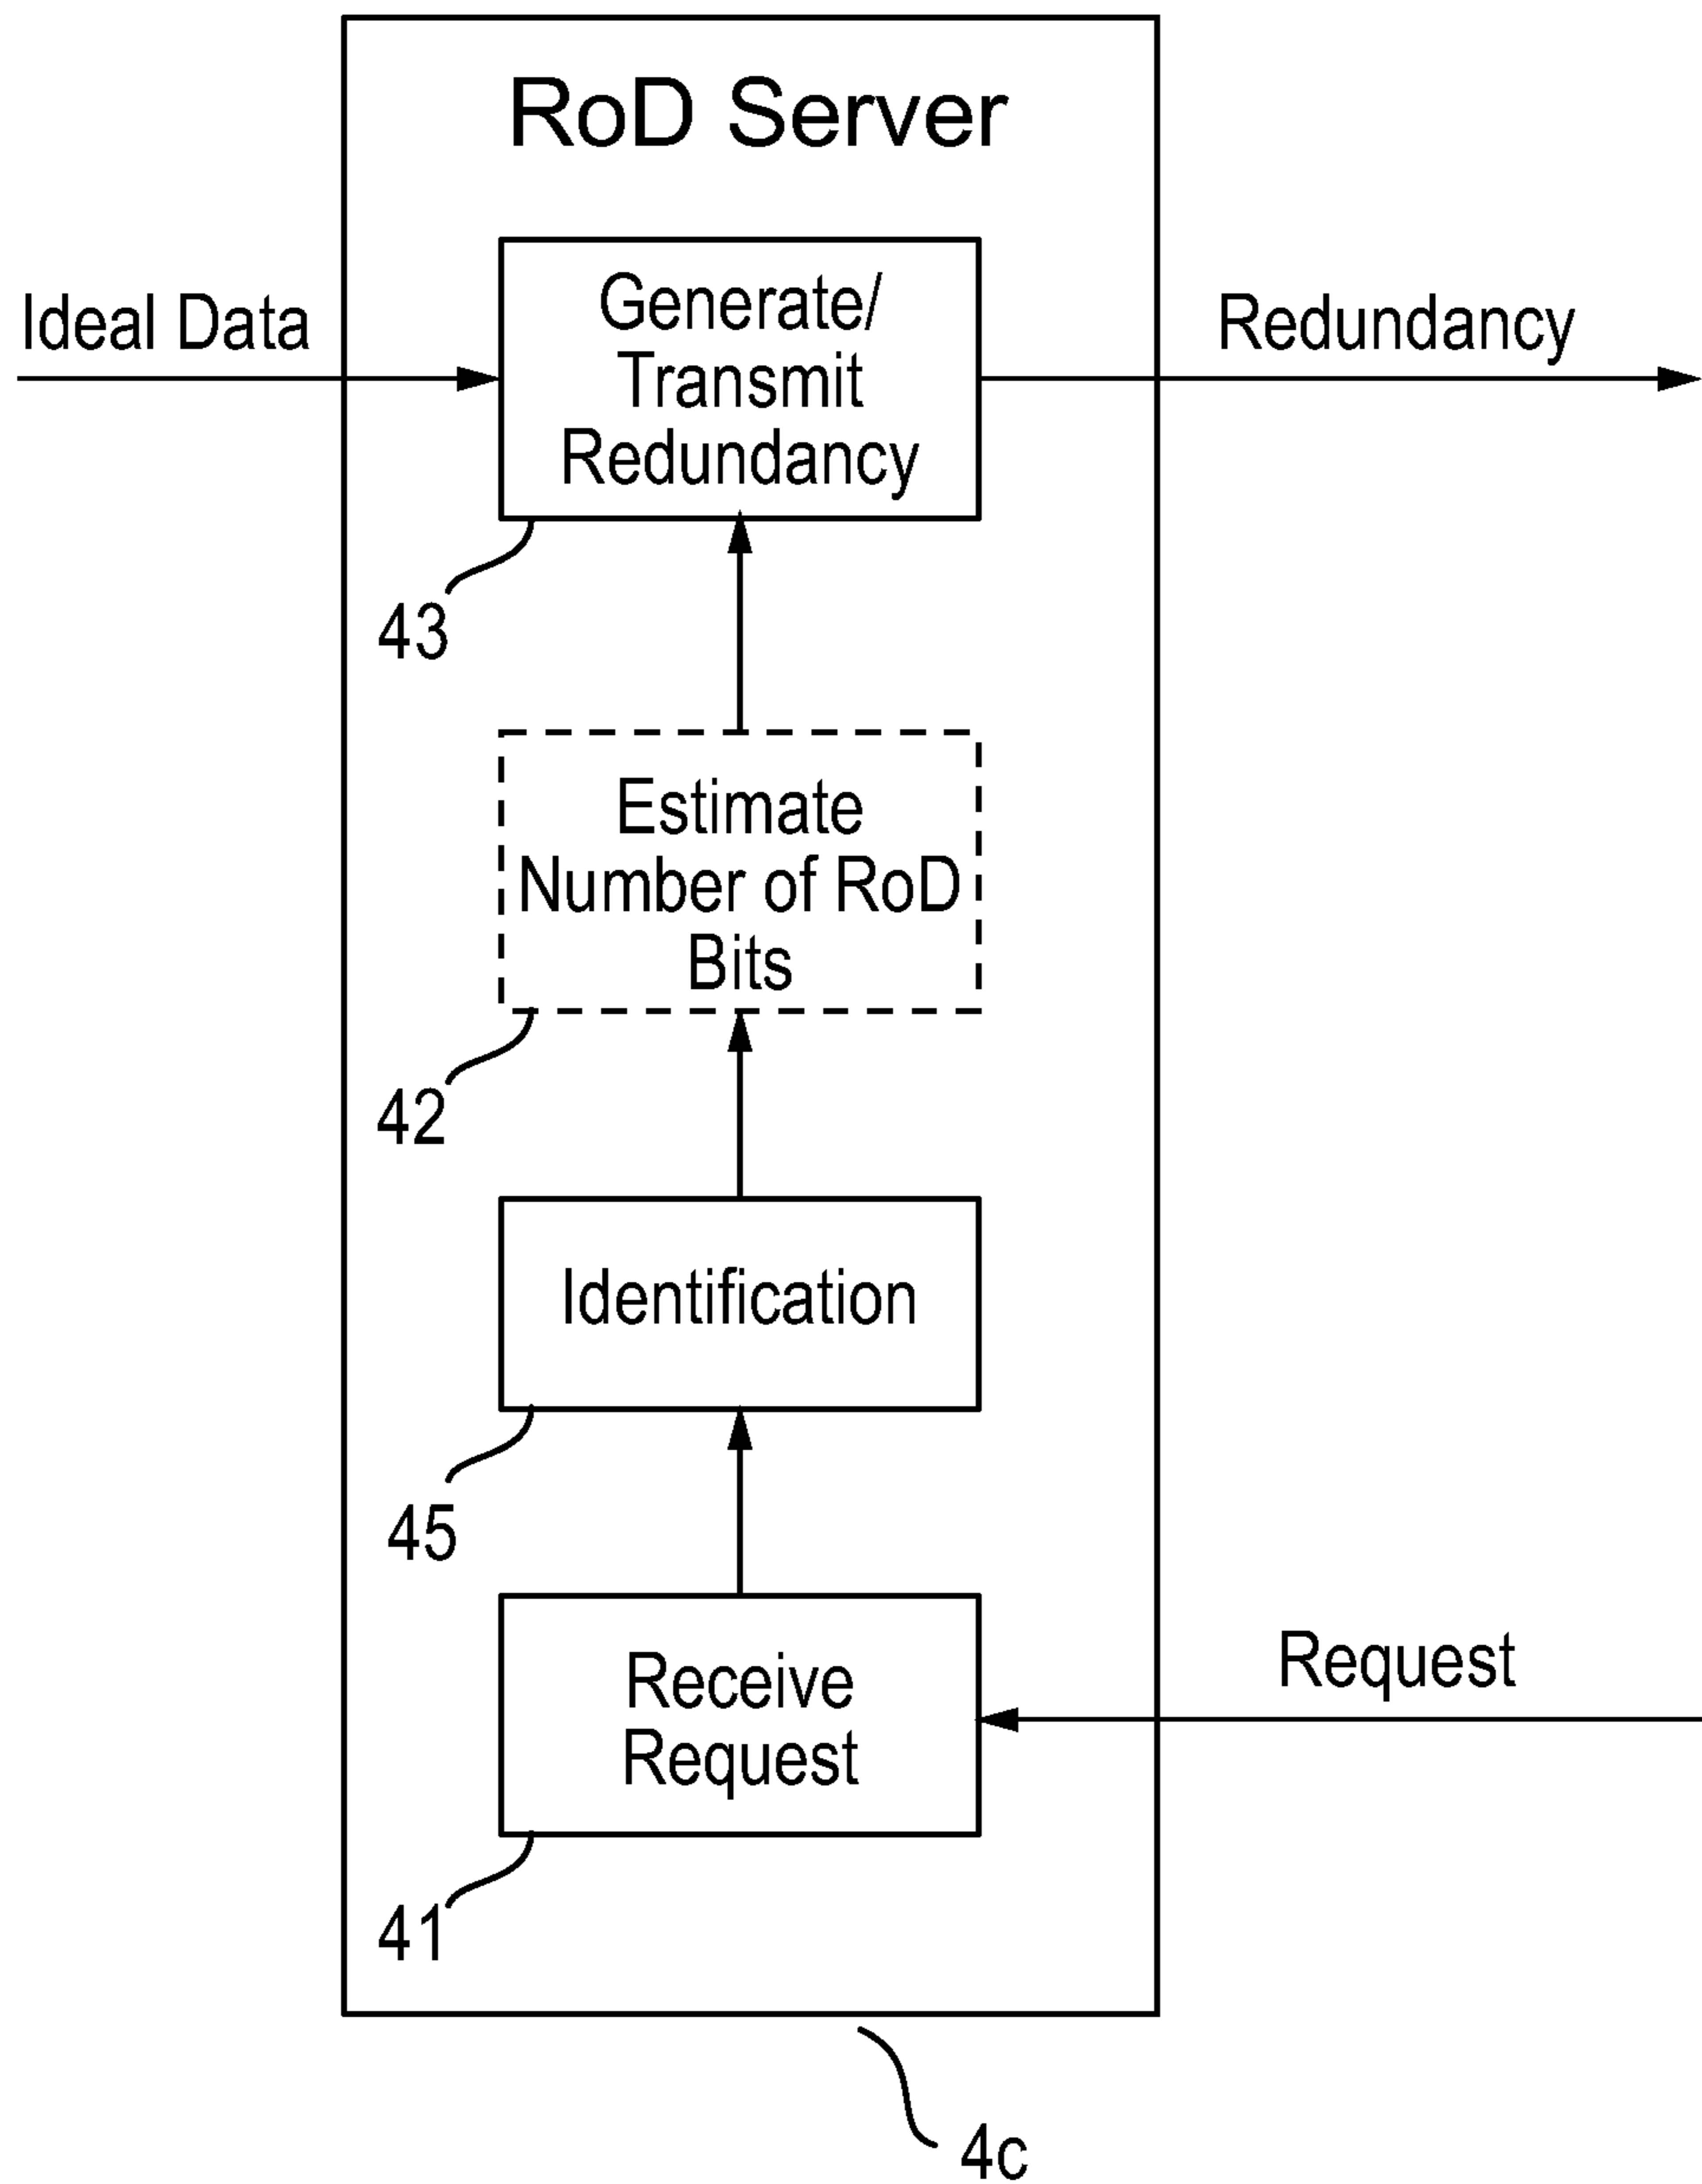 RoD Server
Ideal Data
Generate/
Transmit
Redundancy
Redundancy
43
Estimate
Number of RoD
Bits
42
Identification
45
Receive
Request
Request
41
4c